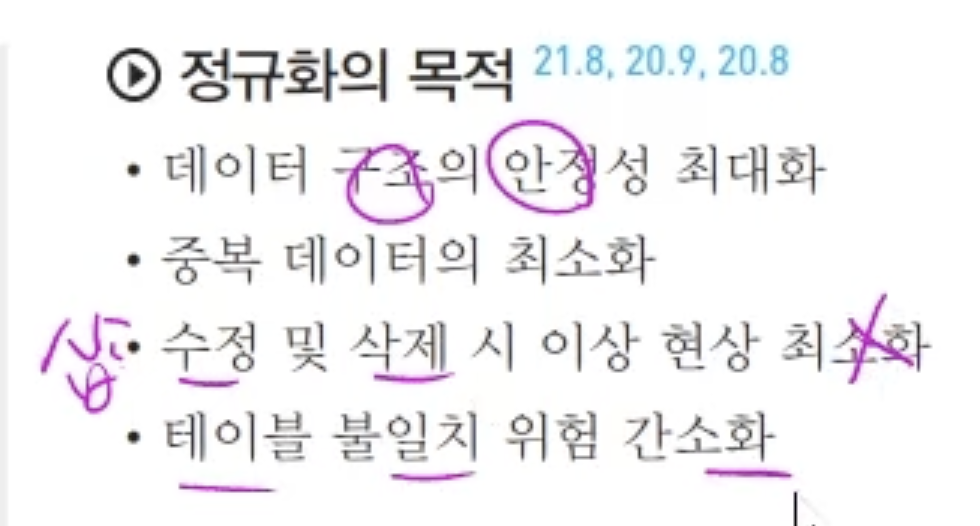 정규화의 목적 21.8, 20.9, 20.8
• 데이터 구조의 안정성 최대화
• 중복 데이터의 최소화
삽 • 수정 및 삭제 시 이상 현상 최소화
• 테이블 불일치 위험 간소화